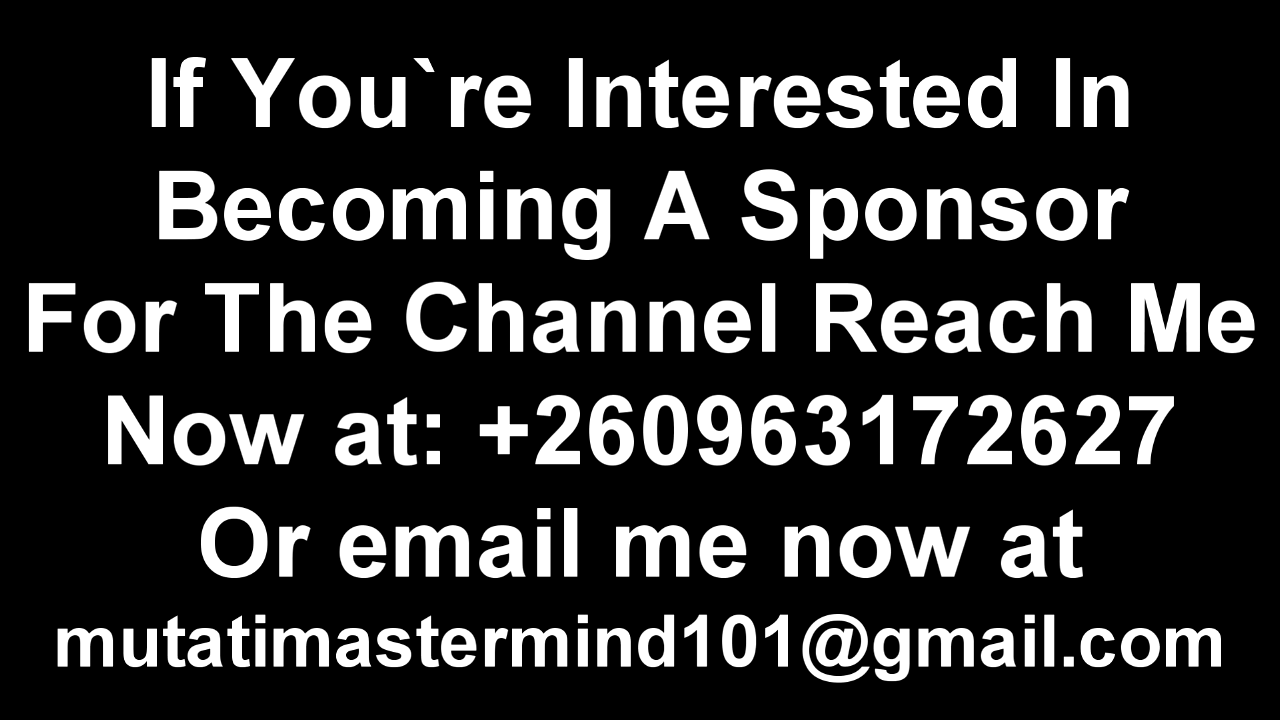 If You`re Interested In
Becoming A Sponsor
For The Channel Reach Me
Now at: +260963172627
Or email me now at
mutatimastermind101@gmail.com